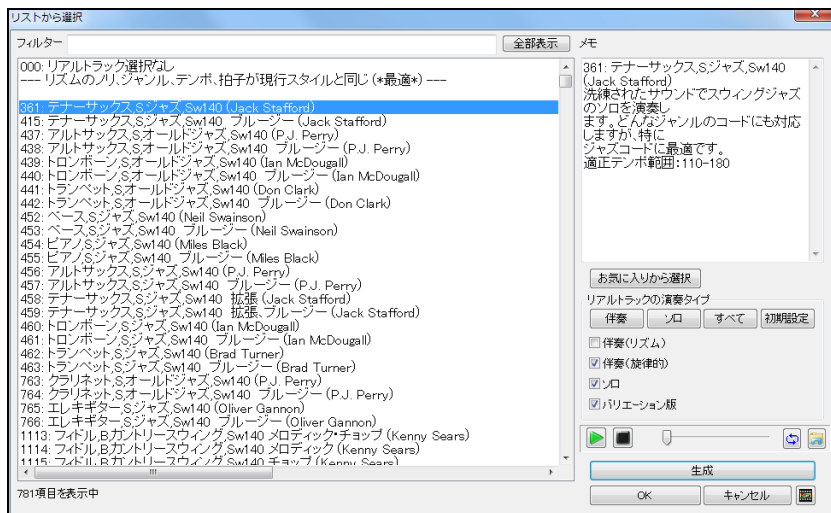 リストから選択
フィルター
全部表示
メモ
000: リアルトラック選択なし
--- リズムのノリ、ジャンル、テンポ、拍子が現行スタイルと同じ (*最適*) ---
361: テナーサックス,S,ジャズ,Sw140 (Jack Stafford)
415: テナーサックス,S,ジャズ,Sw140 ブルージー (Jack Stafford)
437: アルトサックス,S,オールドジャズ,Sw140 (P.J. Perry)
438: アルトサックス,S,オールドジャズ,Sw140 ブルージー (P.J. Perry)
439: トロンボーン,S,オールドジャズ,Sw140 (Ian McDougall)
440: トロンボーン,S,オールドジャズ,Sw140 ブルージー (Ian McDougall)
441: トランペット,S,オールドジャズ,Sw140 (Don Clark)
442: トランペット,S,オールドジャズ,Sw140 ブルージー (Don Clark)
452: ベース,S,ジャズ,Sw140 (Neil Swainson)
453: ベース,S,ジャズ,Sw140 ブルージー (Neil Swainson)
454: ピアノ,S,ジャズ,Sw140 (Miles Black)
455: ピアノ,S,ジャズ,Sw140 ブルージー (Miles Black)
456: アルトサックス,S,ジャズ,Sw140 (P.J. Perry)
457: アルトサックス,S,ジャズ,Sw140 ブルージー (P.J. Perry)
458: テナーサックス,S,ジャズ,Sw140 拡張 (Jack Stafford)
459: テナーサックス,S,ジャズ,Sw140 拡張、ブルージー (Jack Stafford)
460: トロンボーン,S,ジャズ,Sw140 (Ian McDougall)
461: トロンボーン,S,ジャズ,Sw140 ブルージー (Ian McDougall)
462: トランペット,S,ジャズ,Sw140 (Brad Turner)
463: トランペット,S,ジャズ,Sw140 ブルージー (Brad Turner)
763: クラリネット,S,オールドジャズ,Sw140 (P.J. Perry)
764: クラリネット,S,オールドジャズ,Sw140 ブルージー (P.J. Perry)
765: エレキギター,S,ジャズ,Sw140 (Oliver Gannon)
766: エレキギター,S,ジャズ,Sw140 ブルージー (Oliver Gannon)
1113: フィドル,B,カントリースウィング,Sw140 メロディック・チョップ (Kenny Sears)
1114: フィドル,B,カントリースウィング,Sw140 メロディック (Kenny Sears)
1115: フィドル,B,カントリースウィング,Sw140 チョップ (Kenny Sears)
781項目を表示中
361: テナーサックス,S,ジャズ,Sw140
(Jack Stafford)
洗練されたサウンドでスウィングジャズ
のソロを演奏し
ます。どんなジャンルのコードにも対応
しますが、特に
ジャズコードに最適です。
適正テンポ範囲:110-180
お気に入りから選択
リアルトラックの演奏タイプ
伴奏 ソロ すべて 初期設定
伴奏(リズム)
伴奏(旋律的)
ソロ
バリエーション版
生成
OK キャンセル